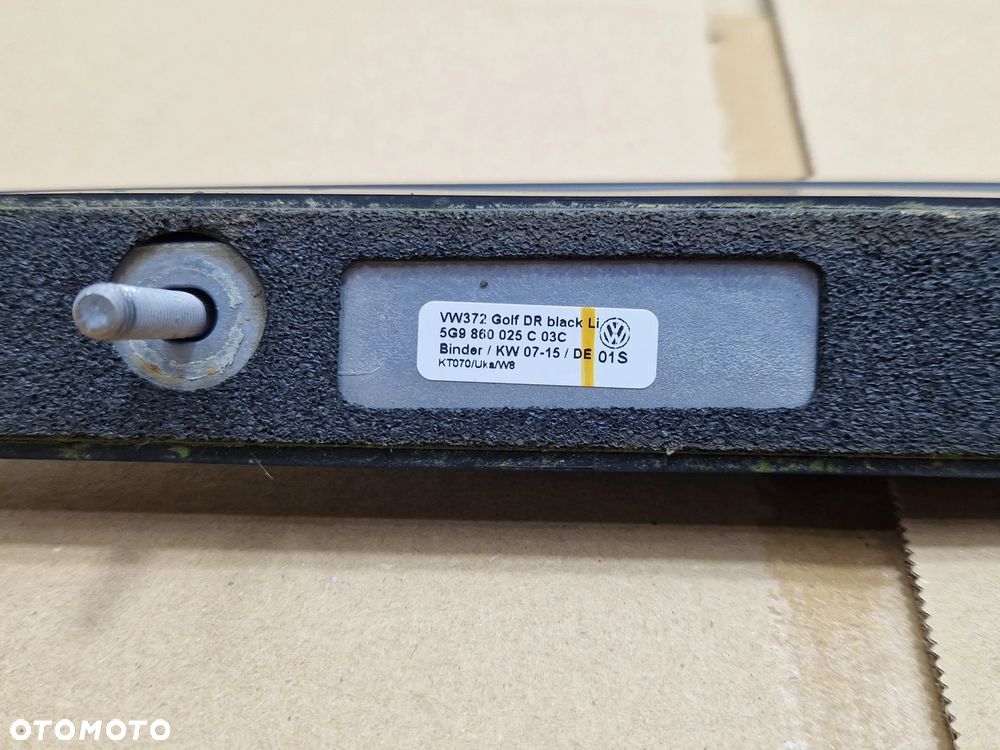 VW372 Golf DR black Li
5G9 860 025 C 03C
Binder / KW 07-15 / DE 01S
KT070/Uka/W8
OTOMOTO